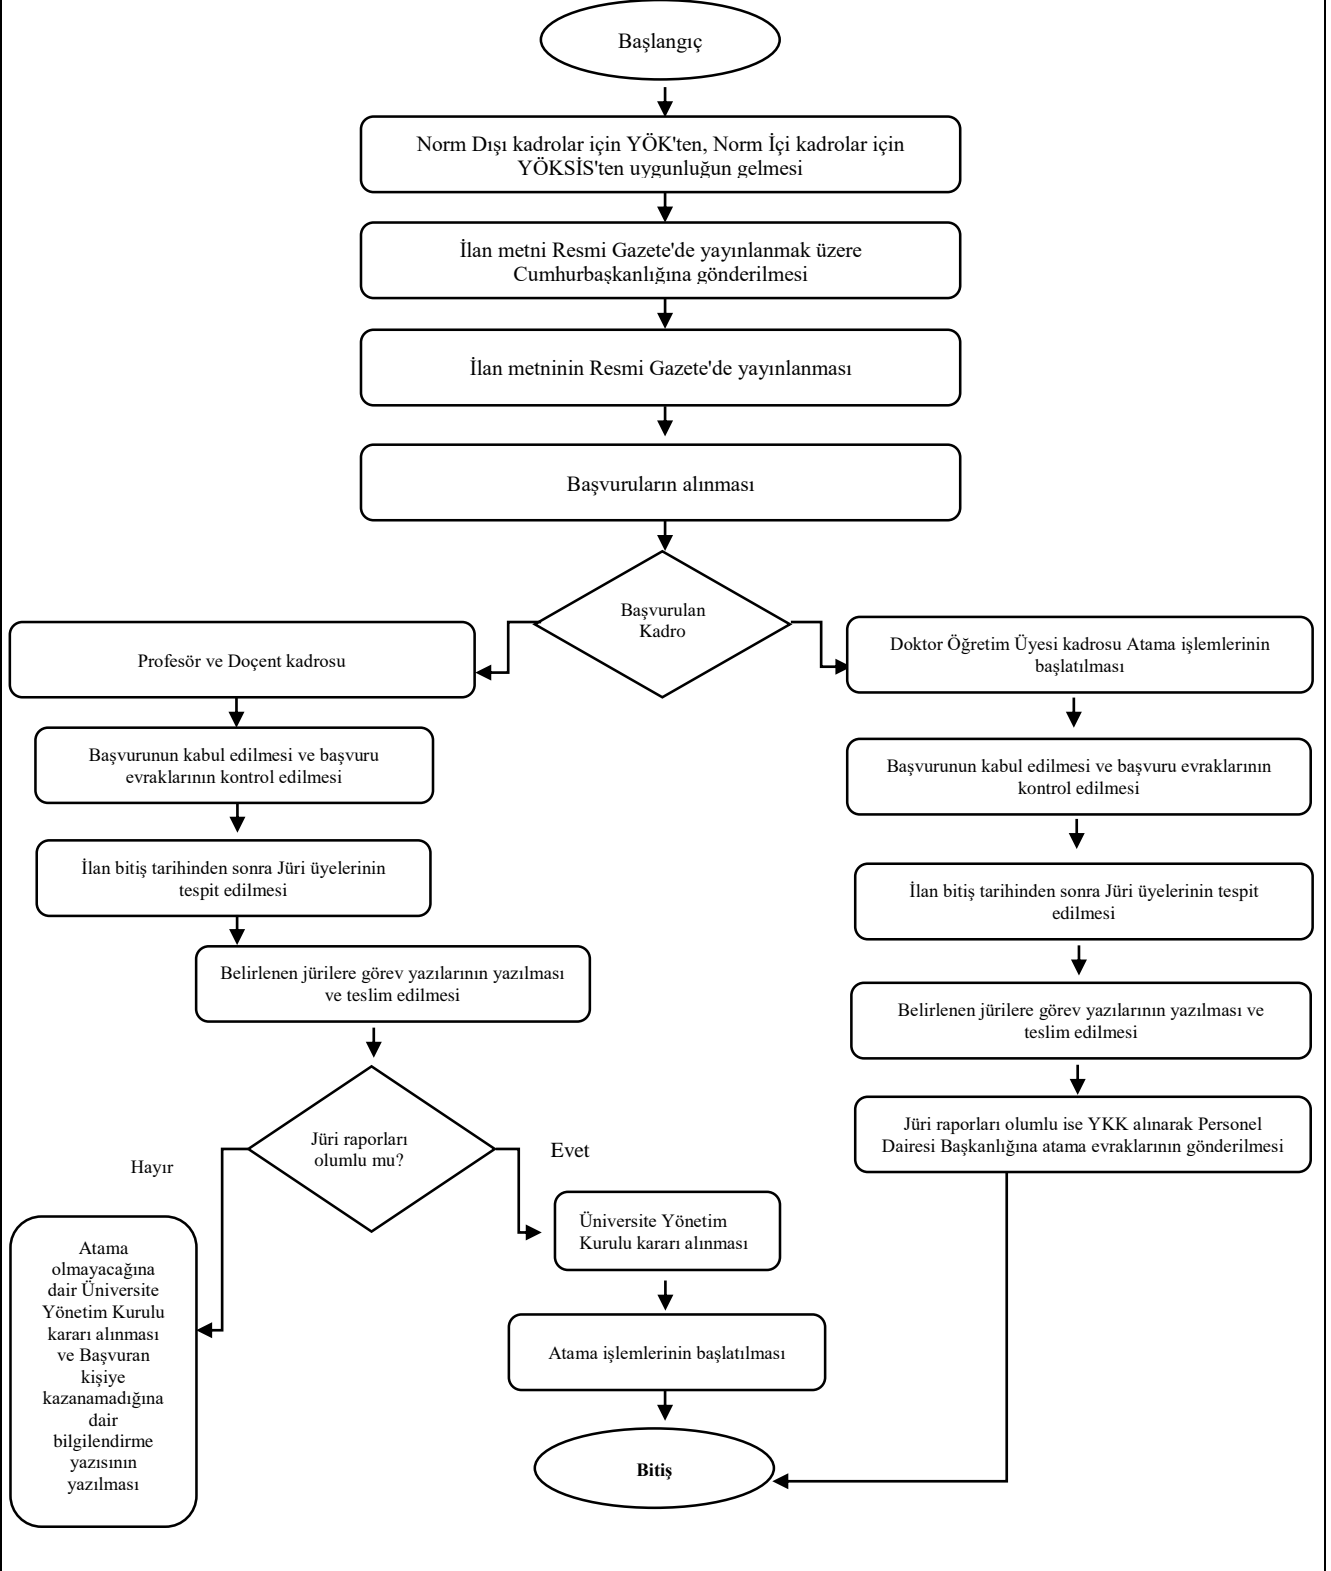 Başlangıç
Norm Dışı kadrolar için YÖK'ten, Norm İçi kadrolar için
YÖKSİS'ten uygunluğun gelmesi
İlan metni Resmi Gazete'de yayınlanmak üzere
Cumhurbaşkanlığına gönderilmesi
İlan metninin Resmi Gazete'de yayınlanması
Başvuruların alınması
Başvurulan
Kadro
Profesör ve Doçent kadrosu
Başvurunun kabul edilmesi ve başvuru
evraklarının kontrol edilmesi
İlan bitiş tarihinden sonra Jüri üyelerinin
tespit edilmesi
Belirlenen jürilere görev yazılarının yazılması
ve teslim edilmesi
Jüri raporları
olumlu mu?
Hayır
Atama
olmayacağına
dair Üniversite
Yönetim Kurulu
kararı alınması
ve Başvuran
kişiye
kazanamadığına
dair
bilgilendirme
yazısının
yazılması
Evet
Üniversite Yönetim
Kurulu kararı alınması
Atama işlemlerinin başlatılması
Doktor Öğretim Üyesi kadrosu Atama işlemlerinin
başlatılması
Başvurunun kabul edilmesi ve başvuru evraklarının
kontrol edilmesi
İlan bitiş tarihinden sonra Jüri üyelerinin tespit
edilmesi
Belirlenen jürilere görev yazılarının yazılması ve
teslim edilmesi
Jüri raporları olumlu ise YKK alınarak Personel
Dairesi Başkanlığına atama evraklarının gönderilmesi
Bitiş